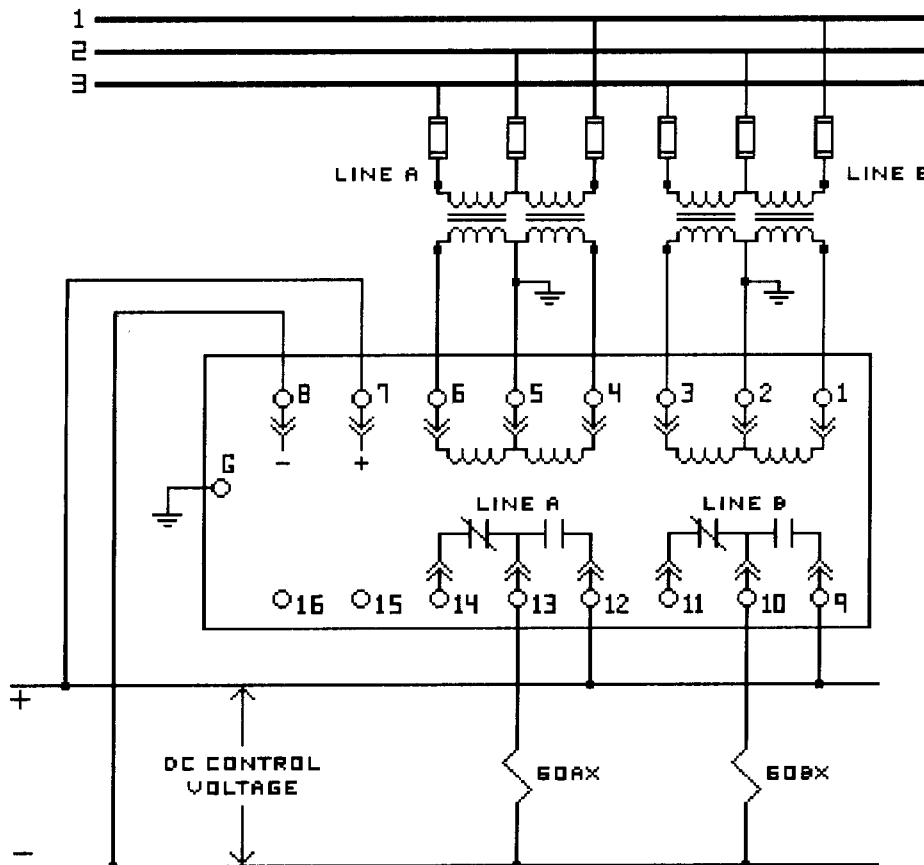 1
2
3
LINE A
LINE B
8 7 6 5 4 3 2 1
- +
G
LINE A LINE B
16 15 14 13 12 11 10 9
+
DC CONTROL
VOLTAGE
60AX 60BX
-